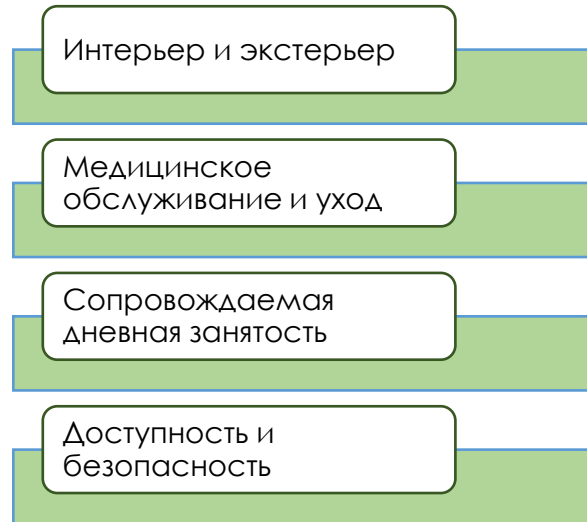 Интерьер и экстерьер
Медицинское
обслуживание и уход
Сопровождаемая
дневная занятость
Доступность и
безопасность